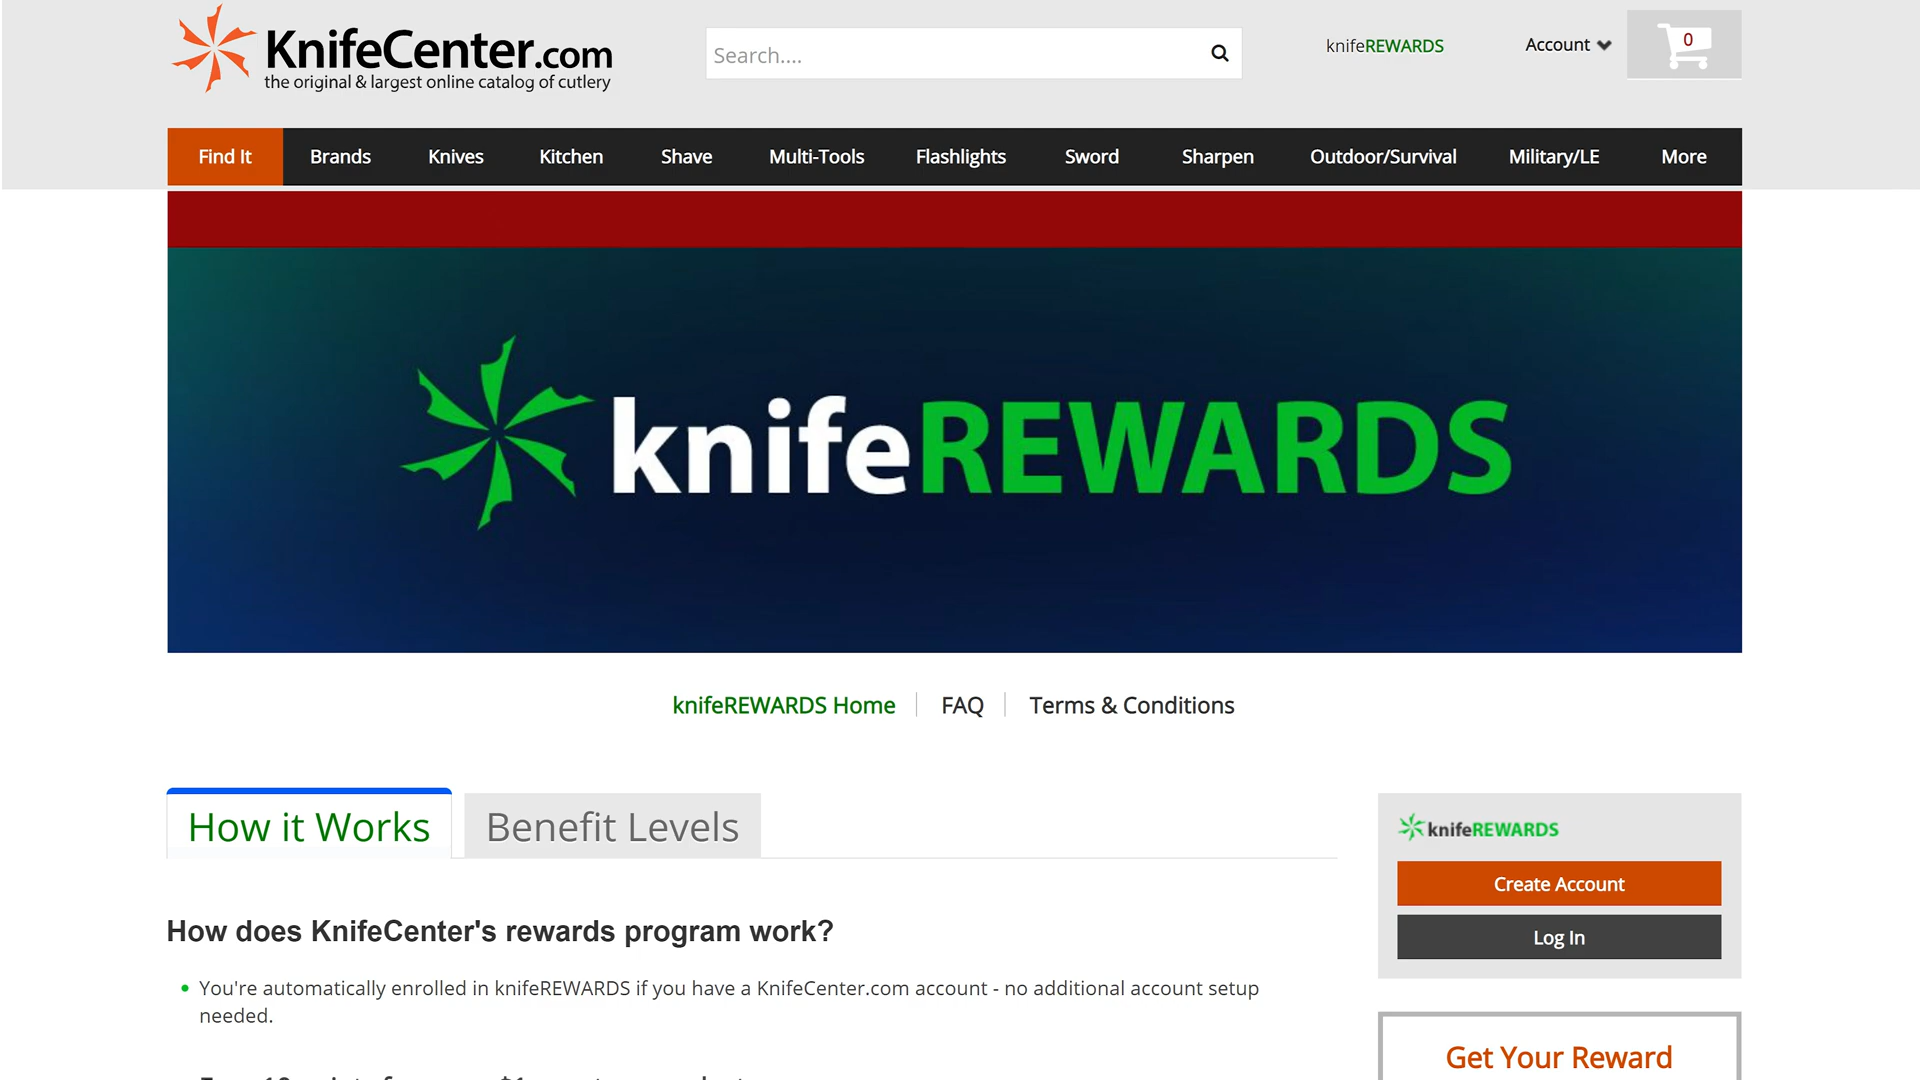 KnifeCenter.com
the original & largest online catalog of cutlery
Search....
knifeREWARDS
Account
0
Find It
Brands
Knives
Kitchen
Shave
Multi-Tools
Flashlights
Sword
Sharpen
Outdoor/Survival
Military/LE
More
knifeREWARDS
knifeREWARDS Home
FAQ
Terms & Conditions
How it Works
Benefit Levels
How does KnifeCenter's rewards program work?
You're automatically enrolled in knifeREWARDS if you have a KnifeCenter.com account - no additional account setup
needed.
knifeREWARDS
Create Account
Log In
Get Your Reward